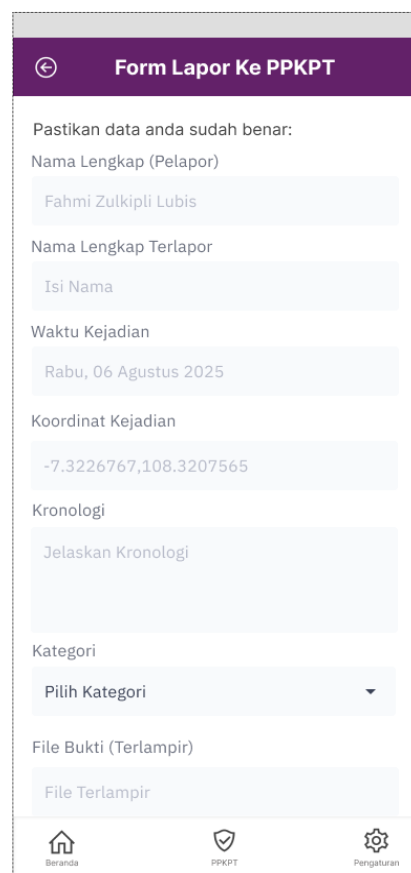 Form Lapor Ke PPKPT
Pastikan data anda sudah benar:
Nama Lengkap (Pelapor)
Fahmi Zulkipli Lubis
Nama Lengkap Terlapor
Isi Nama
Waktu Kejadian
Rabu, 06 Agustus 2025
Koordinat Kejadian
-7.3226767,108.3207565
Kronologi
Jelaskan Kronologi
Kategori
Pilih Kategori
File Bukti (Terlampir)
File Terlampir
Beranda
PPKPT
Pengaturan